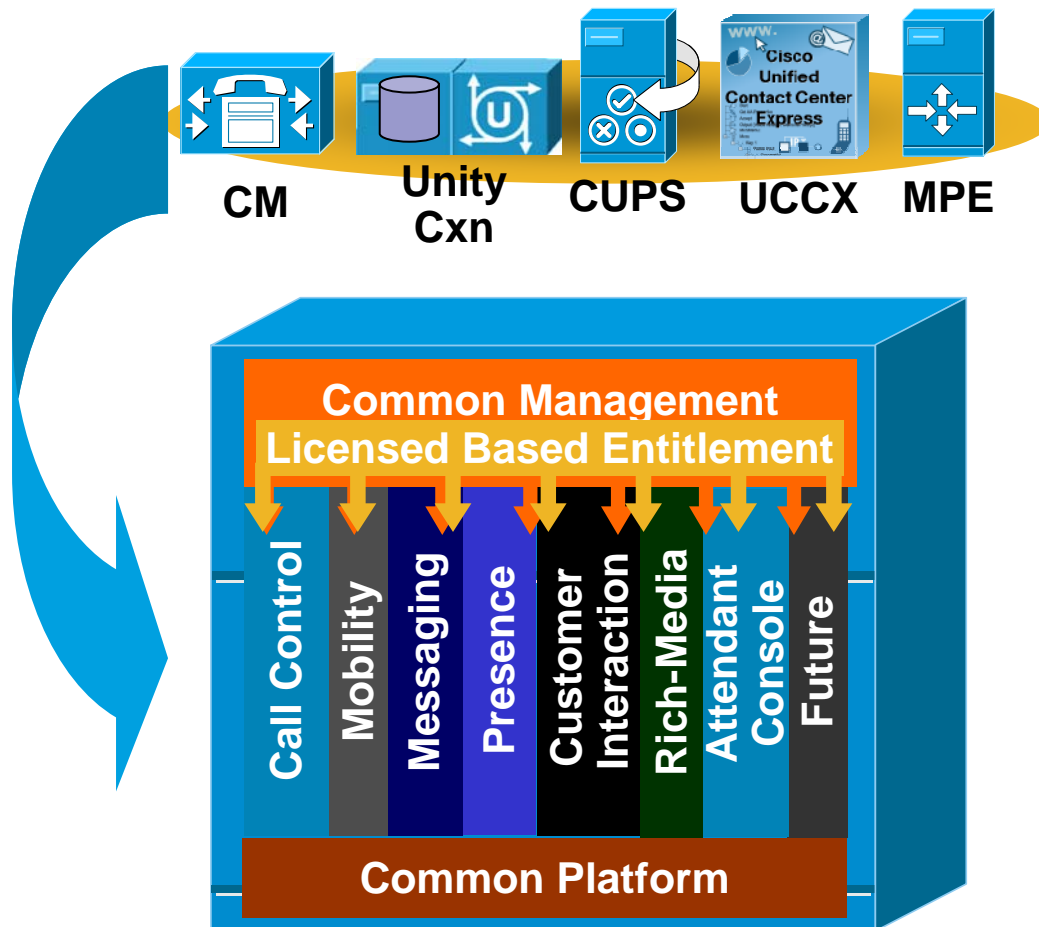 www.
@
Cisco
Unified
Contact Center
Express
U
CM
Unity
Cxn
CUPS
UCCX
MPE
Common Management
Licensed Based Entitlement
Call Control
Mobility
Messaging
Presence
Customer
Interaction
Rich-Media
Attendant
Console
Future
Common Platform